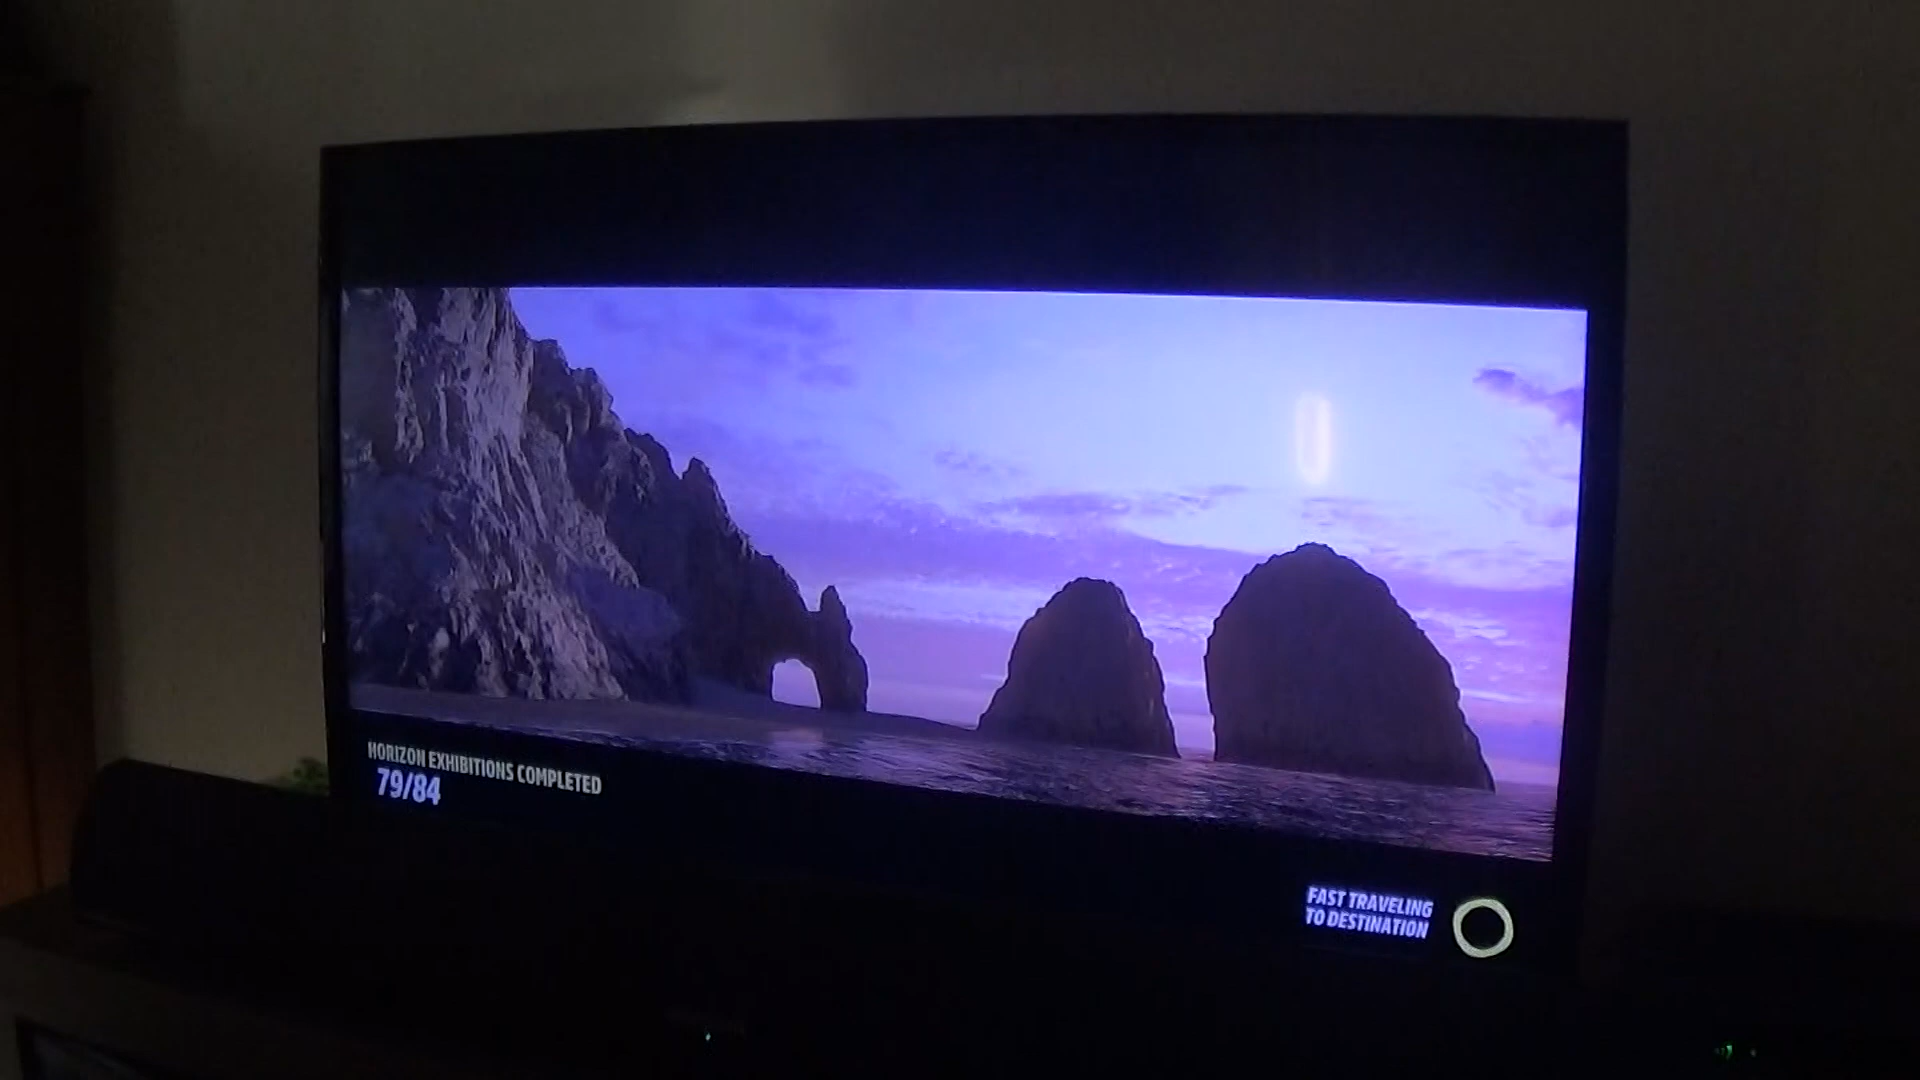 HORIZON EXHIBITIONS COMPLETED
79/84
FAST TRAVELING
TO DESTINATION